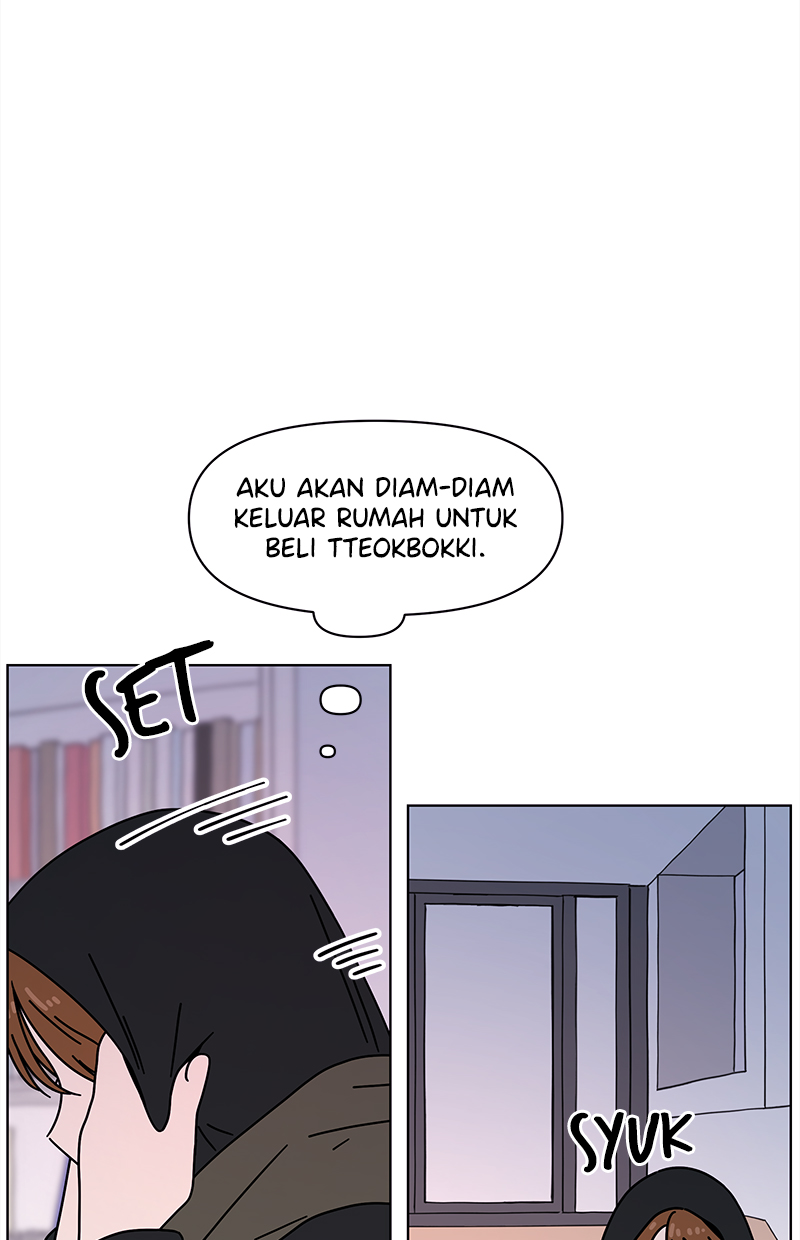 AKU AKAN DIAM-DIAM
KELUAR RUMAH UNTUK
BELI TTEOKBOKKI.
SET
SYUK